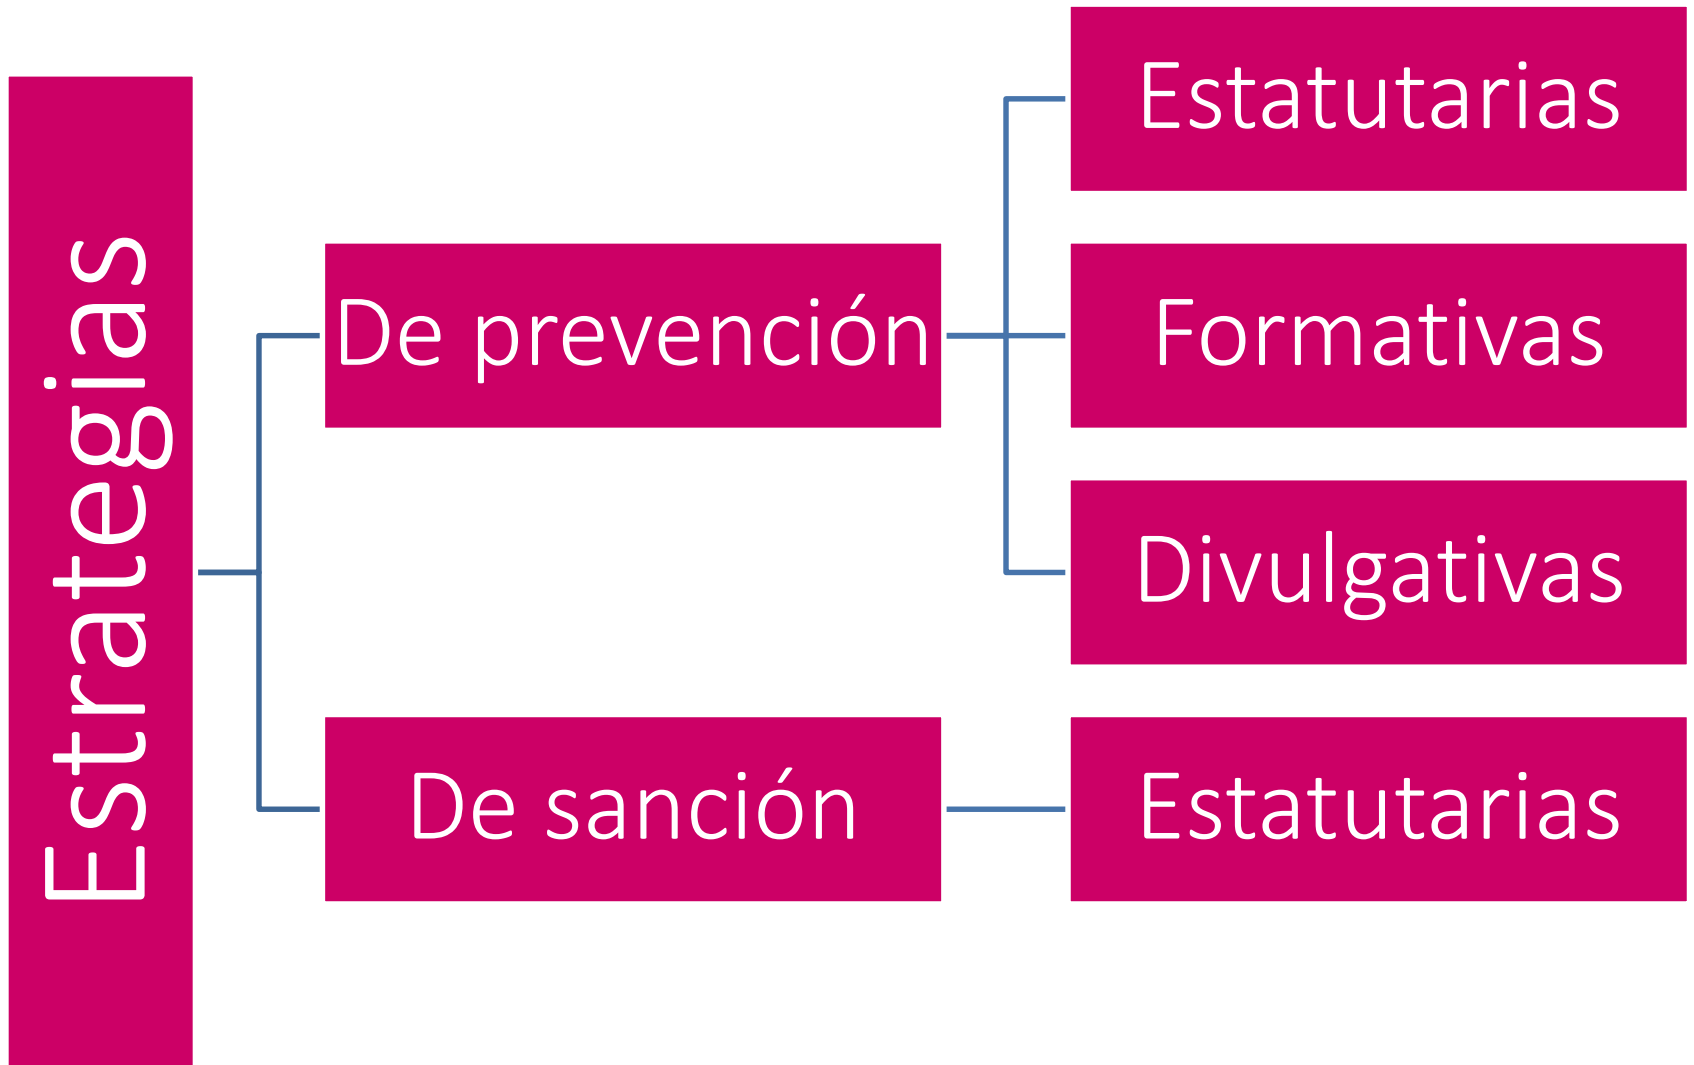 Estrategias
De prevención
Estatutarias
Formativas
Divulgativas
De sanción
Estatutarias